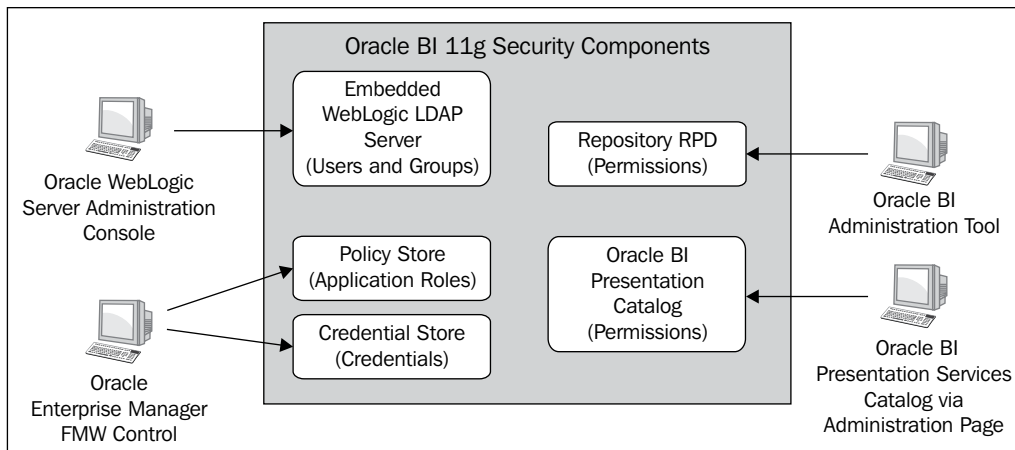 Oracle BI 11g Security Components
Embedded
WebLogic LDAP
Server
(Users and Groups)
Repository RPD
(Permissions)
Oracle WebLogic
Server Administration
Console
Oracle BI
Administration Tool
Policy Store
(Application Roles)
Oracle BI
Presentation
Catalog
(Permissions)
Credential Store
(Credentials)
Oracle
Enterprise Manager
FMW Control
Oracle BI
Presentation Services
Catalog via
Administration Page